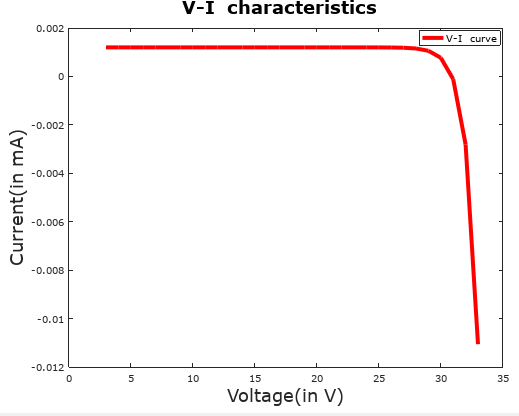 V-I characteristics
V-I curve
0.002
0
-0.002
-0.004
-0.006
-0.008
-0.01
-0.012
Current(in mA)
0 5 10 15 20 25 30 35
Voltage(in V)